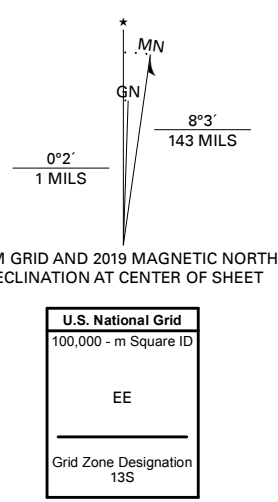 ★
MN
GN
8°3´
143 MILS
0°2´
1 MILS
M GRID AND 2019 MAGNETIC NORTH
ECLINATION AT CENTER OF SHEET
U.S. National Grid
100,000 - m Square ID
EE
Grid Zone Designation
13S